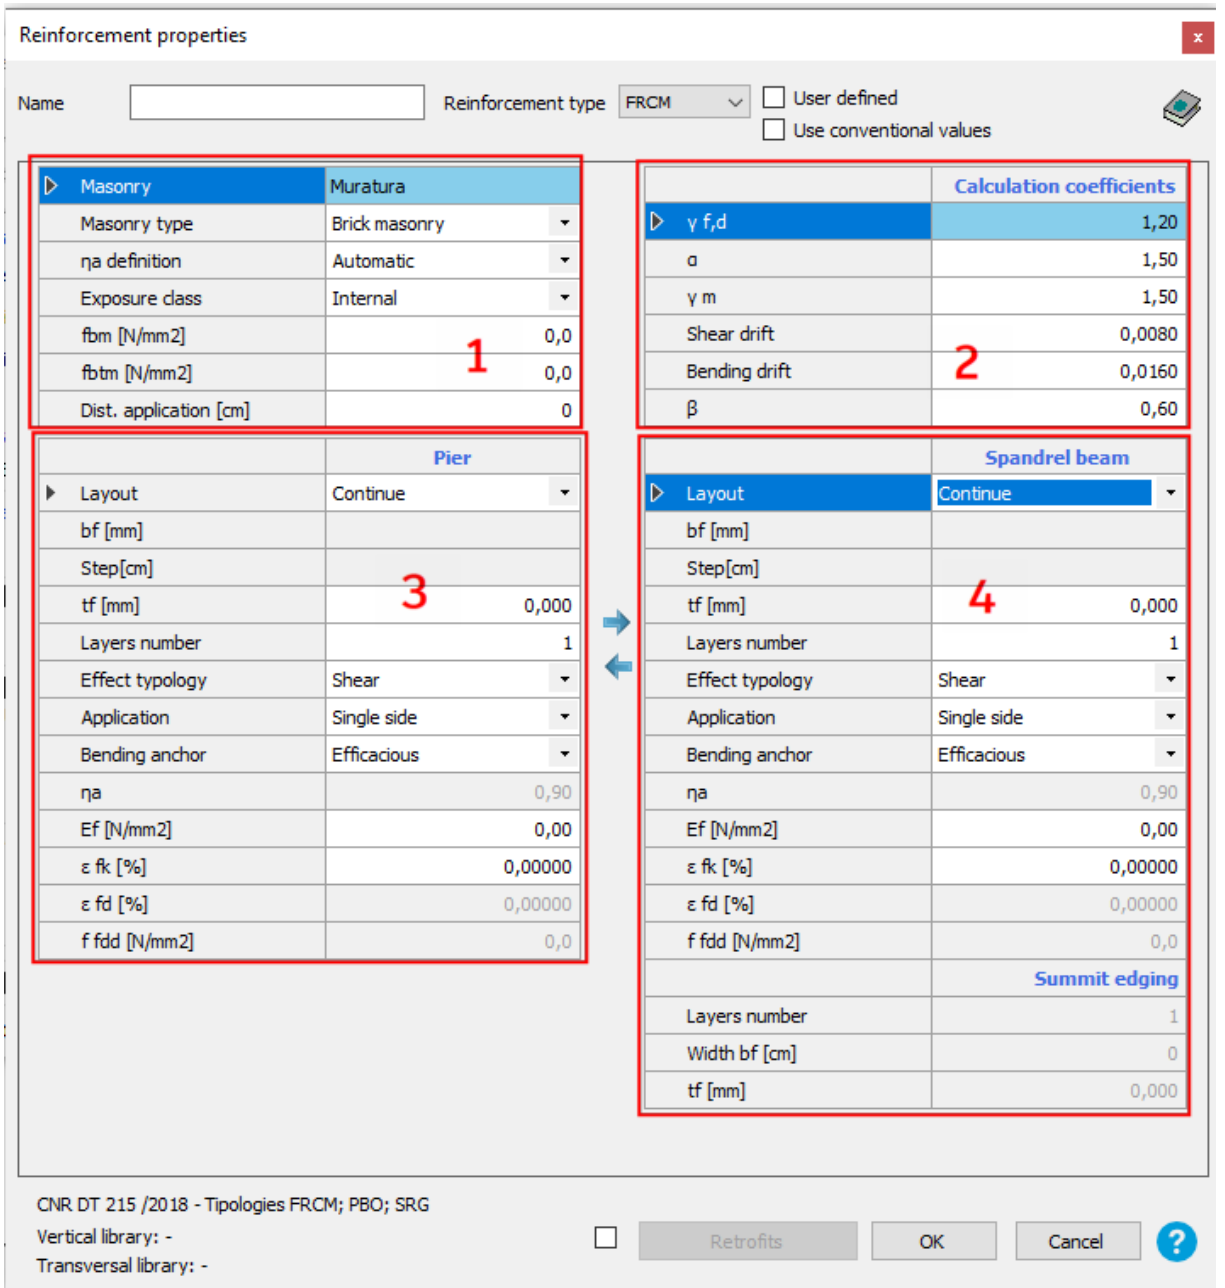 Reinforcement properties
x
Name
Reinforcement type FRCM
User defined
Use conventional values
Masonry Muratura
Masonry type Brick masonry
ηa definition Automatic
Exposure class Internal
fbm [N/mm2] 0,0
fbtm [N/mm2] 0,0
Dist. application [cm] 0
1
Calculation coefficients
γ f,d 1,20
α 1,50
γ m 1,50
Shear drift 0,0080
Bending drift 0,0160
β 0,60
2
Pier
Layout Continue
bf [mm]
Step[cm]
tf [mm] 0,000
Layers number 1
Effect typology Shear
Application Single side
Bending anchor Efficacious
ηa 0,90
Ef [N/mm2] 0,00
ε fk [%] 0,00000
ε fd [%] 0,00000
f fdd [N/mm2] 0,0
3
Spandrel beam
Layout Continue
bf [mm]
Step[cm]
tf [mm] 0,000
Layers number 1
Effect typology Shear
Application Single side
Bending anchor Efficacious
ηa 0,90
Ef [N/mm2] 0,00
ε fk [%] 0,00000
ε fd [%] 0,00000
f fdd [N/mm2] 0,0
4
Summit edging
Layers number 1
Width bf [cm] 0
tf [mm] 0,000
CNR DT 215 /2018 - Tipologies FRCM; PBO; SRG
Vertical library: -
Transversal library: -
Retrofits
OK
Cancel
?